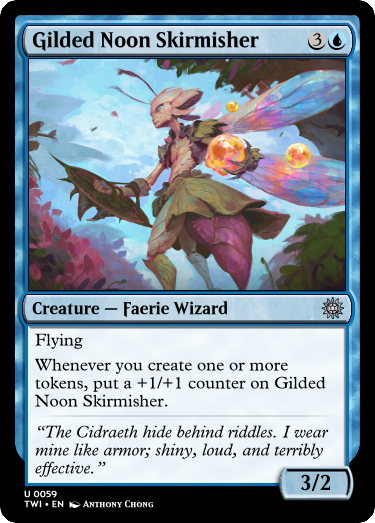 Gilded Noon Skirmisher 3
Creature — Faerie Wizard
Flying
Whenever you create one or more
tokens, put a +1/+1 counter on Gilded
Noon Skirmisher.
“The Cidraeth hide behind riddles. I wear
mine like armor; shiny, loud, and terribly
effective.”
3/2
U 0059
TWI • EN Anthony Chong